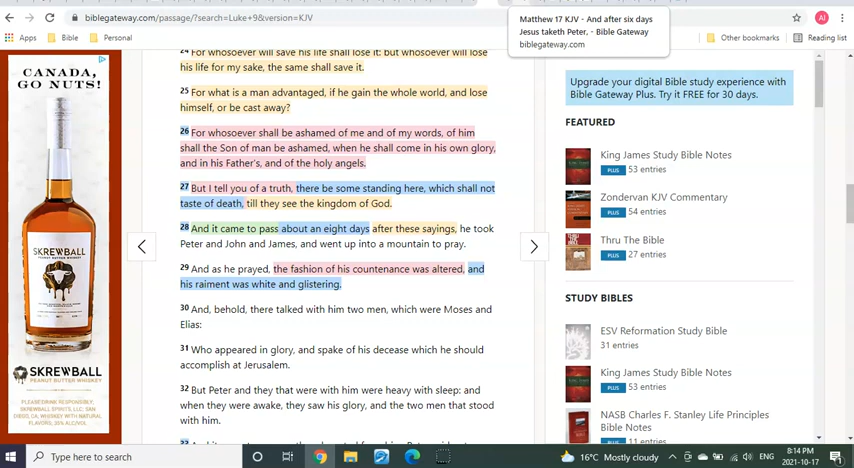 biblegateway.com/passage/?search=Luke+9&version=KJV
Matthew 17 KJV - And after six days
Jesus taketh Peter, - Bible Gateway
biblegateway.com
Apps
Bible
Personal
Other bookmarks
Reading list
CANADA,
GO NUTS!
SKREWBALL
PEANUT BUTTER WHISKEY
SKREWBALL
PEANUT BUTTER WHISKEY
24 For whosoever will save his life shall lose it: but whosoever will lose
his life for my sake, the same shall save it.
25 For what is a man advantaged, if he gain the whole world, and lose
himself, or be cast away?
26 For whosoever shall be ashamed of me and of my words, of him
shall the Son of man be ashamed, when he shall come in his own glory,
and in his Father's, and of the holy angels.
27 But I tell you of a truth, there be some standing here, which shall not
taste of death, till they see the kingdom of God.
28 And it came to pass about an eight days after these sayings, he took
Peter and John and James, and went up into a mountain to pray.
29 And as he prayed, the fashion of his countenance was altered, and
his raiment was white and glistering.
30 And, behold, there talked with him two men, which were Moses and
Elias:
31 Who appeared in glory, and spake of his decease which he should
accomplish at Jerusalem.
32 But Peter and they that were with him were heavy with sleep: and
when they were awake, they saw his glory, and the two men that stood
with him.
Upgrade your digital Bible study experience with
Bible Gateway Plus. Try it FREE for 30 days.
FEATURED
King James Study Bible Notes
PLUS 53 entries
Zondervan KJV Commentary
PLUS 54 entries
Thru The Bible
PLUS 27 entries
STUDY BIBLES
ESV Reformation Study Bible
31 entries
King James Study Bible Notes
PLUS 53 entries
NASB Charles F. Stanley Life Principles
Bible Notes
PLUS 11 entries
Type here to search
16°C Mostly cloudy
ENG
8:14 PM
2021-10-17